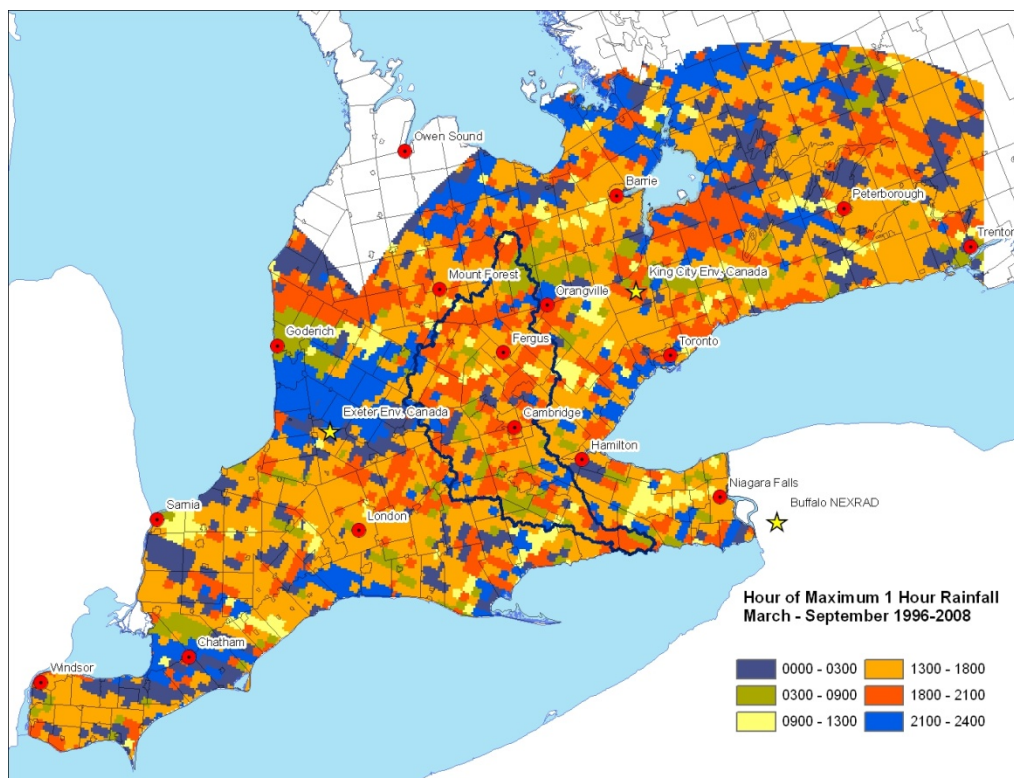 Owen Sound
Barrie
Peterborough
Trenton
King City Env. Canada
Mount Forest
Orangville
Goderich
Fergus
Toronto
Exeter Env. Canada
Cambridge
Hamilton
Niagara Falls
Buffalo NEXRAD
Sarnia
London
Chatham
Windsor
Hour of Maximum 1 Hour Rainfall
March - September 1996-2008
0000 - 0300
1300 - 1800
0300 - 0900
1800 - 2100
0900 - 1300
2100 - 2400